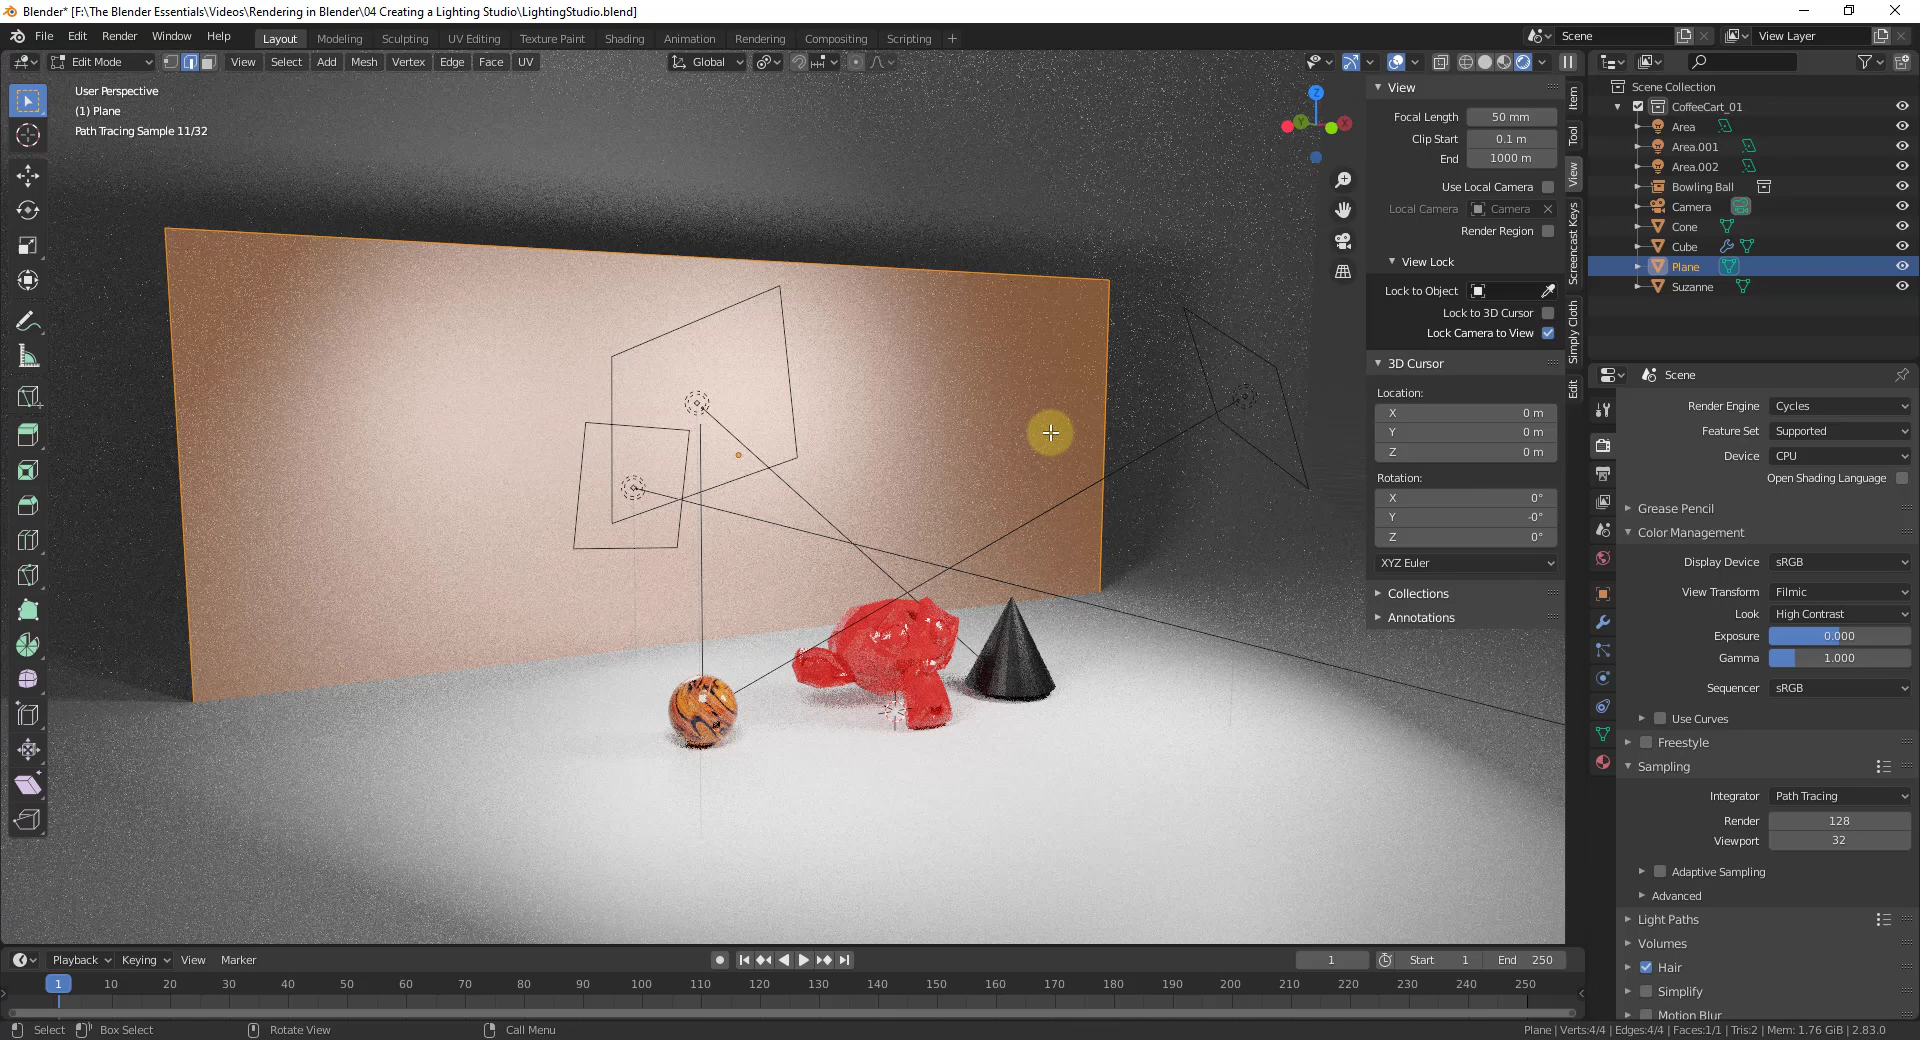 Blender* [F:\The Blender Essentials\Videos\Rendering in Blender\04 Creating a Lighting Studio\LightingStudio.blend]
File Edit Render Window Help Layout Modeling Sculpting UV Editing Texture Paint Shading Animation Rendering Compositing Scripting + Scene View Layer
Edit Mode View Select Add Mesh Vertex Edge Face UV Global
User Perspective
(1) Plane
Path Tracing Sample 11/32
Z
Y
X
View
Focal Length 50 mm
Clip Start 0.1 m
End 1000 m
Use Local Camera
Local Camera Camera
Render Region
View Lock
Lock to Object
Lock to 3D Cursor
Lock Camera to View
3D Cursor
Location:
X 0 m
Y 0 m
Z 0 m
Rotation:
X 0°
Y -0°
Z 0°
XYZ Euler
Collections
Annotations
Item
Tool
View
Screencast Keys
Simply Cloth
Edit
Scene Collection
CoffeeCart_01
Area
Area.001
Area.002
Bowling Ball
Camera
Cone
Cube
Plane
Suzanne
Scene
Render Engine Cycles
Feature Set Supported
Device CPU
Open Shading Language
Grease Pencil
Color Management
Display Device sRGB
View Transform Filmic
Look High Contrast
Exposure 0.000
Gamma 1.000
Sequencer sRGB
Use Curves
Freestyle
Sampling
Integrator Path Tracing
Render 128
Viewport 32
Adaptive Sampling
Advanced
Light Paths
Volumes
Hair
Simplify
Motion Blur
Playback Keying View Marker 1 Start 1 End 250
1 10 20 30 40 50 60 70 80 90 100 110 120 130 140 150 160 170 180 190 200 210 220 230 240 250
Select Box Select Rotate View Call Menu Plane | Verts:4/4 | Edges:4/4 | Faces:1/1 | Tris:2 | Mem: 1.76 GiB | 2.83.0